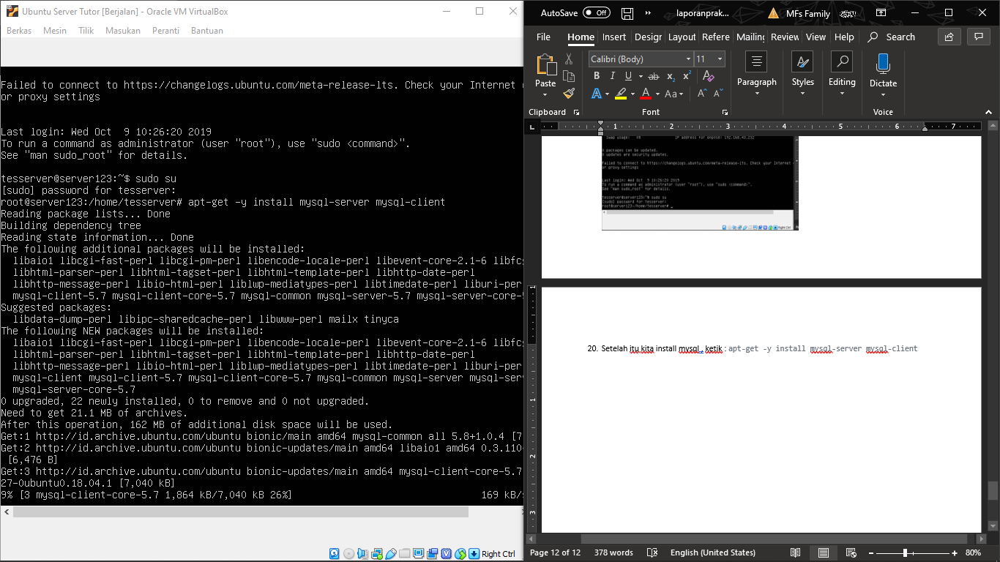 Ubuntu Server Tutor [Berjalan] - Oracle VM VirtualBox
Berkas Mesin Tilik Masukan Peranti Bantuan
Failed to connect to https://changelogs.ubuntu.com/meta-release-lts. Check your Internet
or proxy settings
Last login: Wed Oct  9 10:26:20 2019
To run a command as administrator (user "root"), use "sudo <command>".
See "man sudo_root" for details.
tesserver@server123:~$ sudo su
[sudo] password for tesserver:
root@server123:/home/tesserver# apt-get -y install mysql-server mysql-client
Reading package lists... Done
Building dependency tree
Reading state information... Done
The following additional packages will be installed:
libaio1 libcgi-fast-perl libcgi-pm-perl libencode-locale-perl libevent-core-2.1-6 libfcg
libhtml-parser-perl libhtml-tagset-perl libhtml-template-perl libhttp-date-perl
libhttp-message-perl libio-html-perl liblwp-mediatypes-perl libtimedate-perl liburi-per
mysql-client-5.7 mysql-client-core-5.7 mysql-common mysql-server-5.7 mysql-server-core-5
Suggested packages:
libdata-dump-perl libipc-sharedcache-perl libwww-perl mailx tinyca
The following NEW packages will be installed:
libaio1 libcgi-fast-perl libcgi-pm-perl libencode-locale-perl libevent-core-2.1-6 libfcg
libhtml-parser-perl libhtml-tagset-perl libhtml-template-perl libhttp-date-perl
libhttp-message-perl libio-html-perl liblwp-mediatypes-perl libtimedate-perl liburi-per
mysql-client mysql-client-5.7 mysql-client-core-5.7 mysql-common mysql-server mysql-ser
mysql-server-core-5.7
0 upgraded, 22 newly installed, 0 to remove and 0 not upgraded.
Need to get 21.1 MB of archives.
After this operation, 162 MB of additional disk space will be used.
Get:1 http://id.archive.ubuntu.com/ubuntu bionic/main amd64 mysql-common all 5.8+1.0.4 [7
Get:2 http://id.archive.ubuntu.com/ubuntu bionic-updates/main amd64 libaio1 amd64 0.3.110-
[6,476 B]
Get:3 http://id.archive.ubuntu.com/ubuntu bionic-updates/main amd64 mysql-client-core-5.7
27-0ubuntu0.18.04.1 [7,040 kB]
9% [3 mysql-client-core-5.7 1,864 kB/7,040 kB 26%] 169 kB/s
Right Ctrl
AutoSave Off laporanprak... MFs Family
File Home Insert Design Layout Refere Mailing Review View Help Search
Paste Calibri (Body) 11 Paragraph Styles Editing Dictate
Clipboard Font Voice
1 2 3 4 5 6 7
IP address for enp0s8: 192.168.43.232
0 packages can be updated.
0 updates are security updates.
Failed to connect to https://changelogs.ubuntu.com/meta-release-lts. Check your Internet
or proxy settings
Last login: Wed Oct  9 10:26:20 2019
To run a command as administrator (user "root"), use "sudo <command>".
See "man sudo_root" for details.
tesserver@server123:~$ sudo su
[sudo] password for tesserver:
root@server123:/home/tesserver# _
Right Ctrl
20. Setelah itu kita install mysql , ketik : apt-get -y install mysql-server mysql-client
1
1
2
3
Page 12 of 12 378 words English (United States) 80%